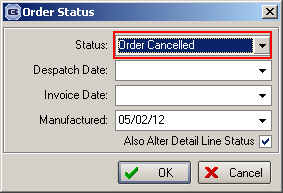 Order Status
Status: Order Cancelled
Despatch Date:
Invoice Date:
Manufactured: 05/02/12
Also Alter Detail Line Status
OK Cancel